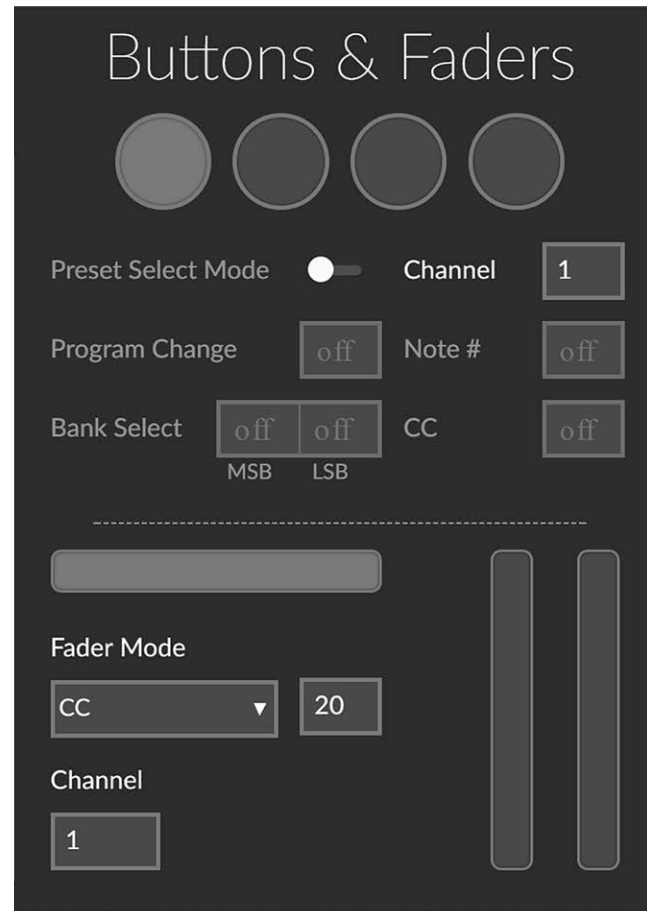 Buttons & Faders
Preset Select Mode Channel 1
Program Change off Note # off
Bank Select off off CC off
MSB LSB
Fader Mode
CC ▼ 20
Channel
1